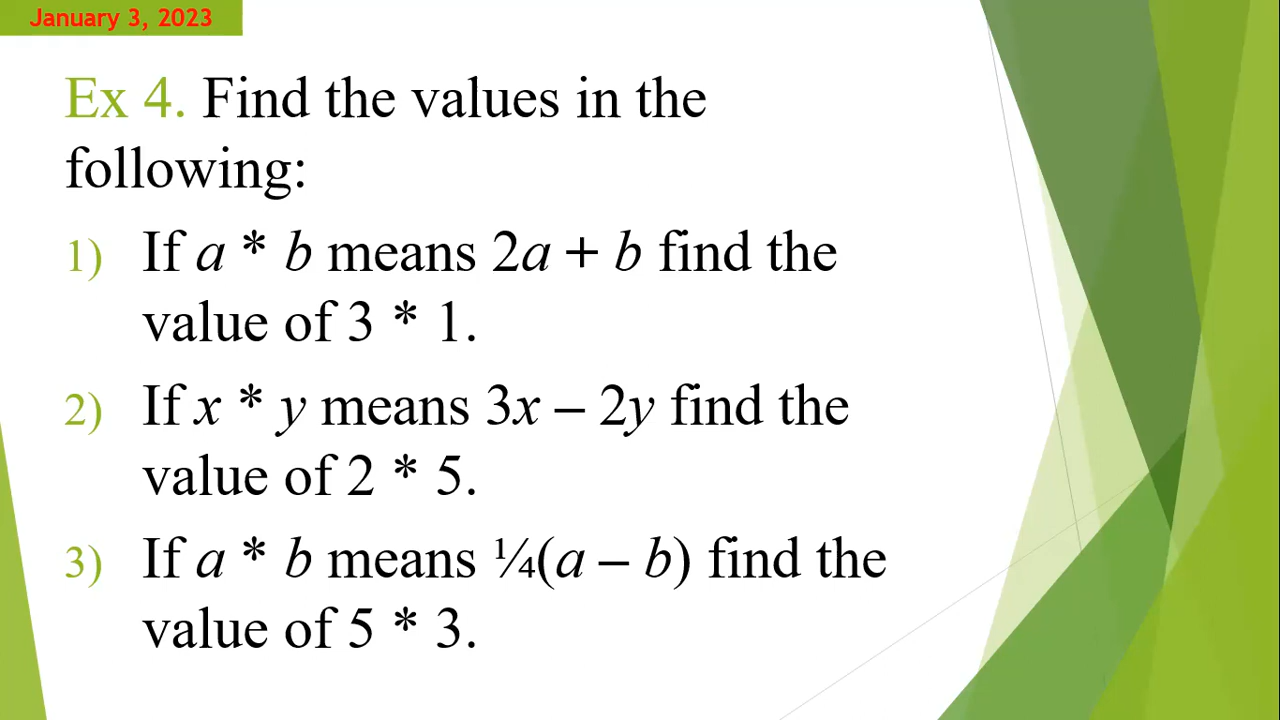 January 3, 2023
Ex 4. Find the values in the
following:
1) If a * b means 2a + b find the
value of 3 * 1.
2) If x * y means 3x – 2y find the
value of 2 * 5.
3) If a * b means ¼(a – b) find the
value of 5 * 3.